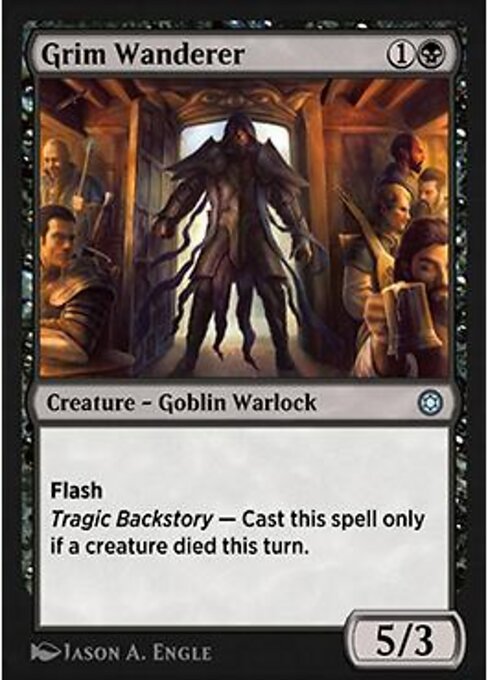 Grim Wanderer 1
Creature – Goblin Warlock
Flash
Tragic Backstory — Cast this spell only
if a creature died this turn.
5/3
Jason A. Engle